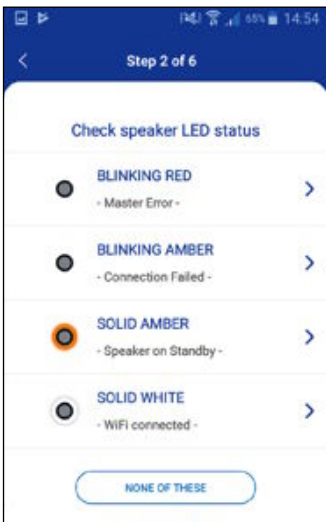 65% 14:54
Step 2 of 6
Check speaker LED status
BLINKING RED
- Master Error -
BLINKING AMBER
- Connection Failed -
SOLID AMBER
- Speaker on Standby -
SOLID WHITE
- WiFi connected -
NONE OF THESE